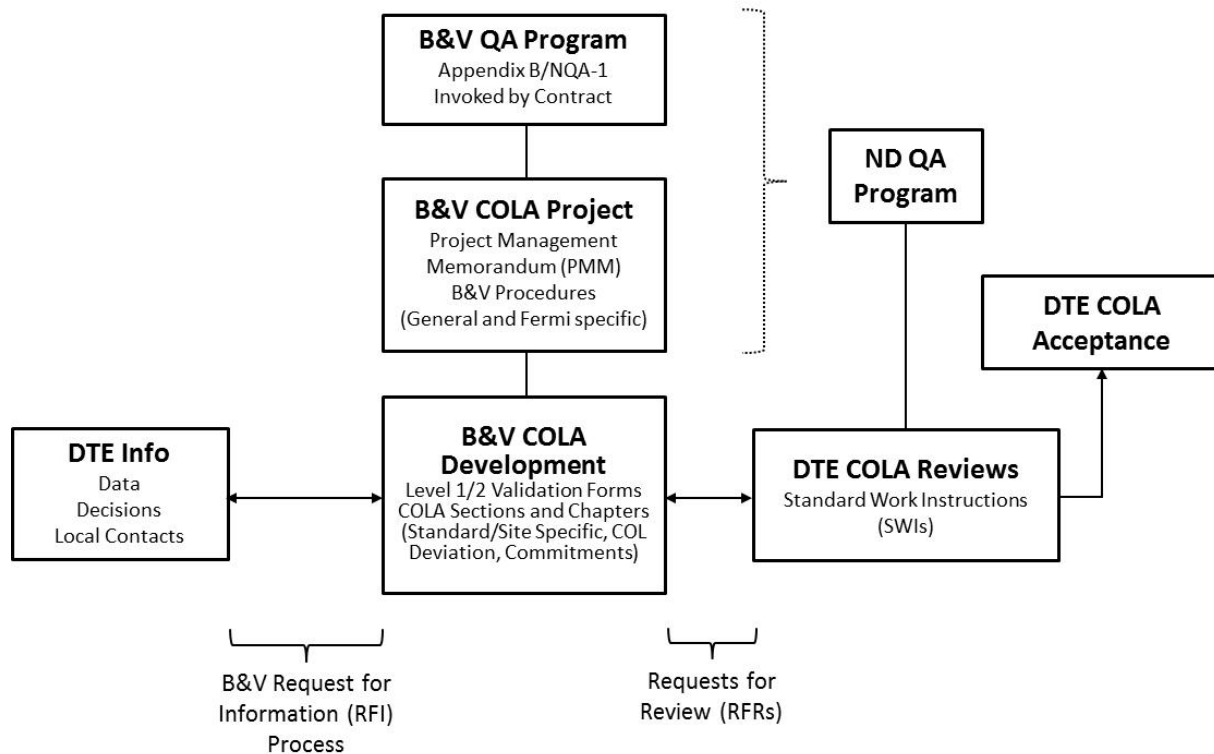 B&V QA Program
Appendix B/NQA-1
Invoked by Contract
B&V COLA Project
Project Management
Memorandum (PMM)
B&V Procedures
(General and Fermi specific)
ND QA
Program
DTE COLA
Acceptance
DTE Info
Data
Decisions
Local Contacts
B&V COLA
Development
Level 1/2 Validation Forms
COLA Sections and Chapters
(Standard/Site Specific, COL
Deviation, Commitments)
DTE COLA Reviews
Standard Work Instructions
(SWIs)
B&V Request for
Information (RFI)
Process
Requests for
Review (RFRs)